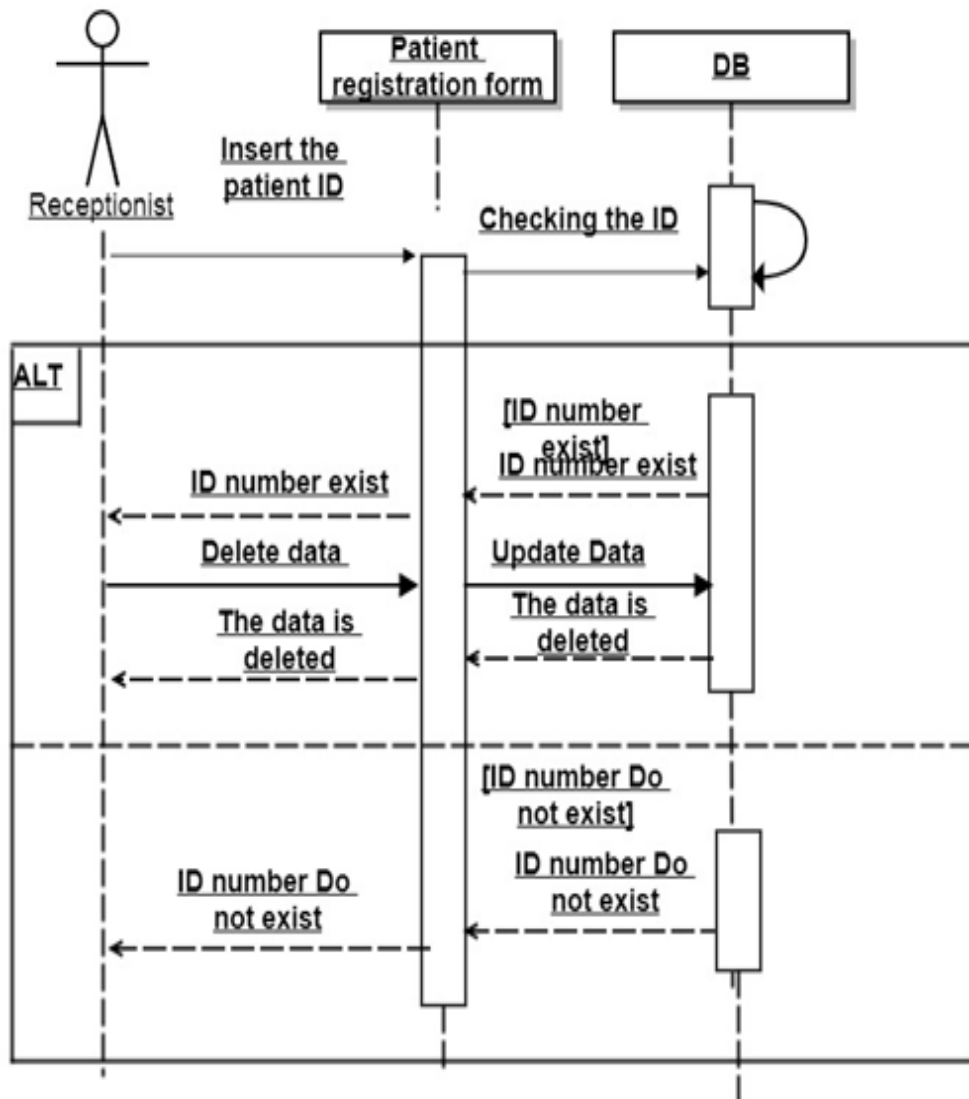 Patient
registration form
DB
Receptionist
Insert the
patient ID
Checking the ID
ALT
[ID number
exist]
ID number exist
ID number exist
Delete data
Update Data
The data is
deleted
The data is
deleted
[ID number Do
not exist]
ID number Do
not exist
ID number Do
not exist